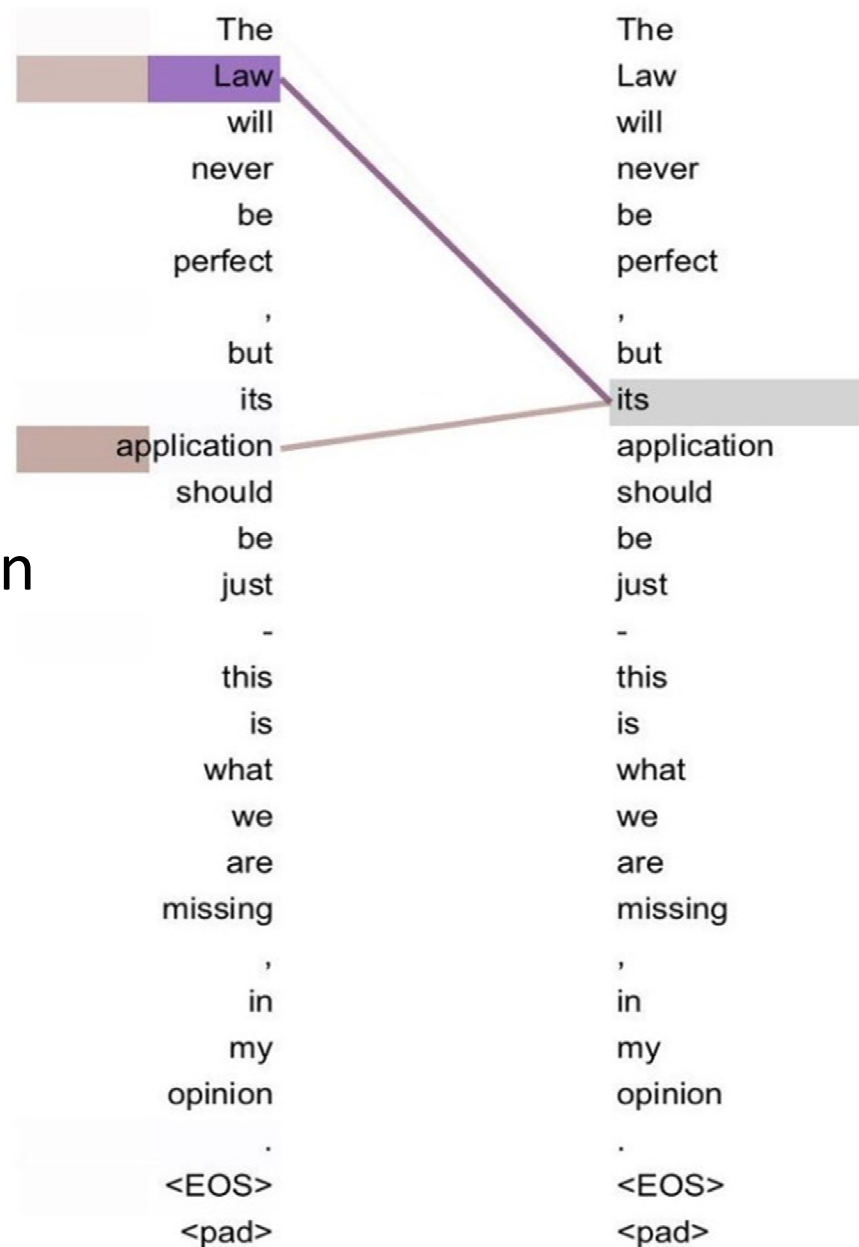 The The
Law Law
will will
never never
be be
perfect perfect
, ,
but but
its its
application application
should should
be be
n
just just
- -
this this
is is
what what
we we
are are
missing missing
, ,
in in
my my
opinion opinion
. .
<EOS> <EOS>
<pad> <pad>